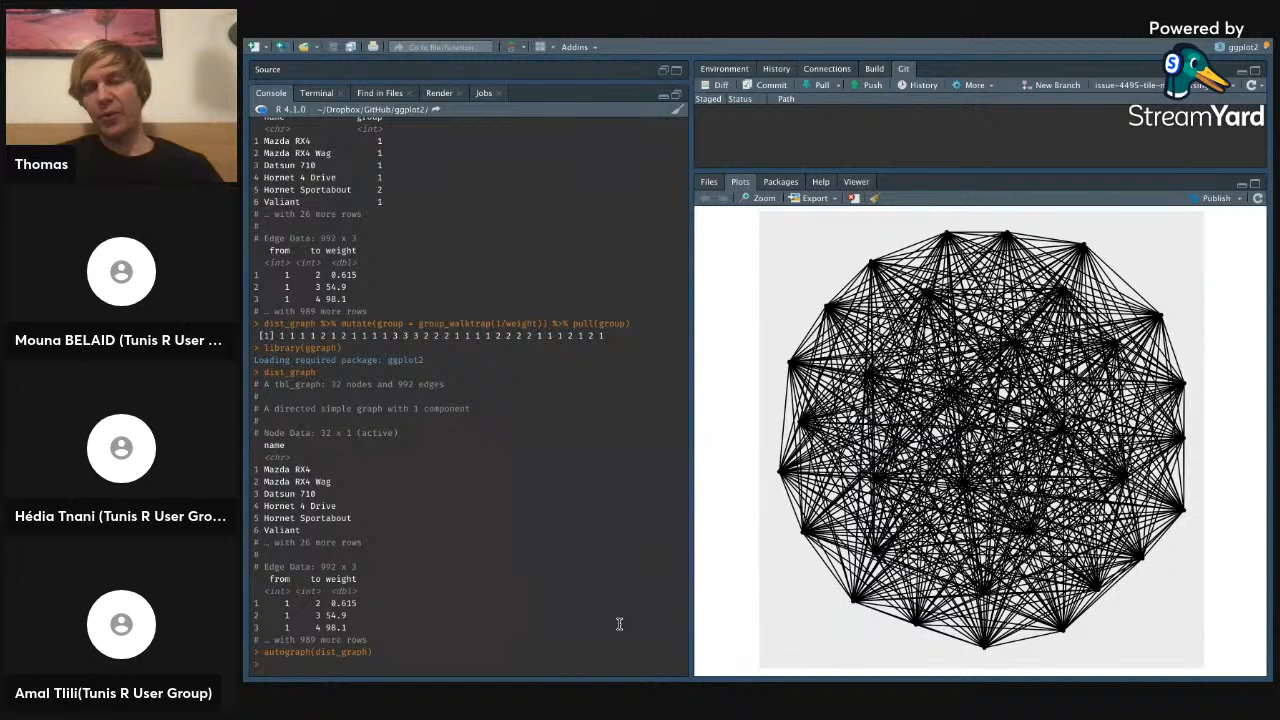 Powered by
StreamYard
Thomas
Mouna BELAID (Tunis R User ...
Hédia Tnani (Tunis R User Gro...
Amal Tlili(Tunis R User Group)
Go to file/function
Addins
ggplot2
Source
Console Terminal Find in Files Render Jobs
R 4.1.0 ~/Dropbox/GitHub/ggplot2/
name group
<chr> <int>
1 Mazda RX4 1
2 Mazda RX4 Wag 1
3 Datsun 710 1
4 Hornet 4 Drive 1
5 Hornet Sportabout 2
6 Valiant 1
# … with 26 more rows
#
# Edge Data: 992 x 3
from to weight
<int> <int> <dbl>
1 1 2 0.615
2 1 3 54.9
3 1 4 98.1
# … with 989 more rows
> dist_graph %>% mutate(group = group_walktrap(1/weight)) %>% pull(group)
[1] 1 1 1 1 2 1 2 1 1 1 1 3 3 3 2 2 2 1 1 1 1 2 2 2 2 1 1 1 2 1 2 1
> library(ggraph)
Loading required package: ggplot2
> dist_graph
# A tbl_graph: 32 nodes and 992 edges
#
# A directed simple graph with 1 component
#
# Node Data: 32 x 1 (active)
name
<chr>
1 Mazda RX4
2 Mazda RX4 Wag
3 Datsun 710
4 Hornet 4 Drive
5 Hornet Sportabout
6 Valiant
# … with 26 more rows
#
# Edge Data: 992 x 3
from to weight
<int> <int> <dbl>
1 1 2 0.615
2 1 3 54.9
3 1 4 98.1
# … with 989 more rows
> autograph(dist_graph)
>
Environment History Connections Build Git
Diff Commit Pull Push History More New Branch issue-4495-tile-
Staged Status Path
Files Plots Packages Help Viewer
Zoom Export Publish